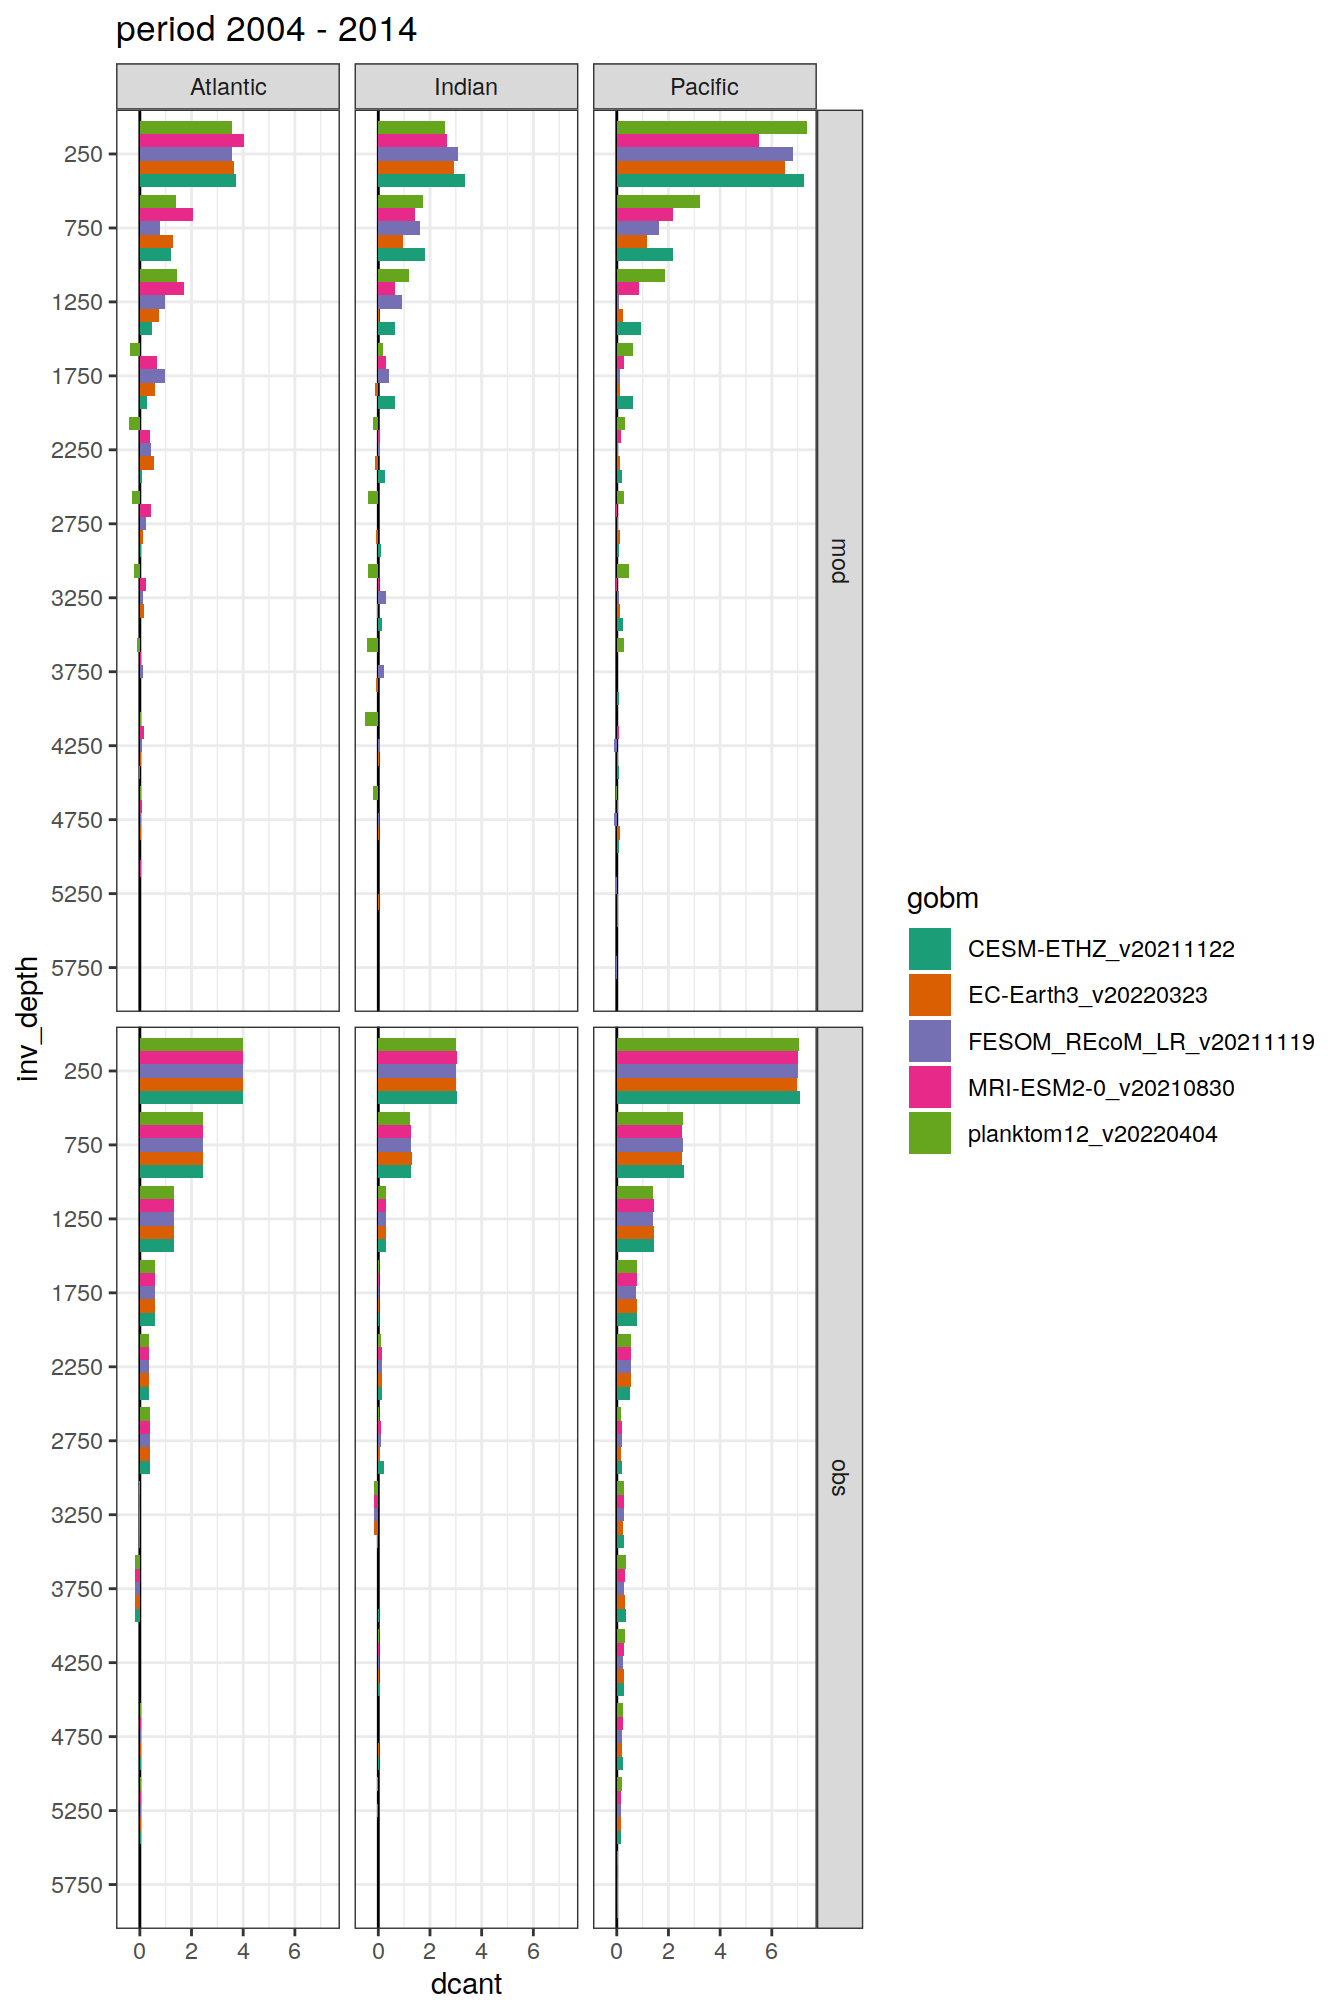 period 2004 - 2014
Atlantic
Indian
Pacific
inv_depth
250
750
1250
1750
2250
2750
3250
3750
4250
4750
5250
5750
mod
250
750
1250
1750
2250
2750
3250
3750
4250
4750
5250
5750
obs
0 2 4 6
0 2 4 6
0 2 4 6
dcant
gobm
CESM-ETHZ_v20211122
EC-Earth3_v20220323
FESOM_REcoM_LR_v20211119
MRI-ESM2-0_v20210830
planktom12_v20220404